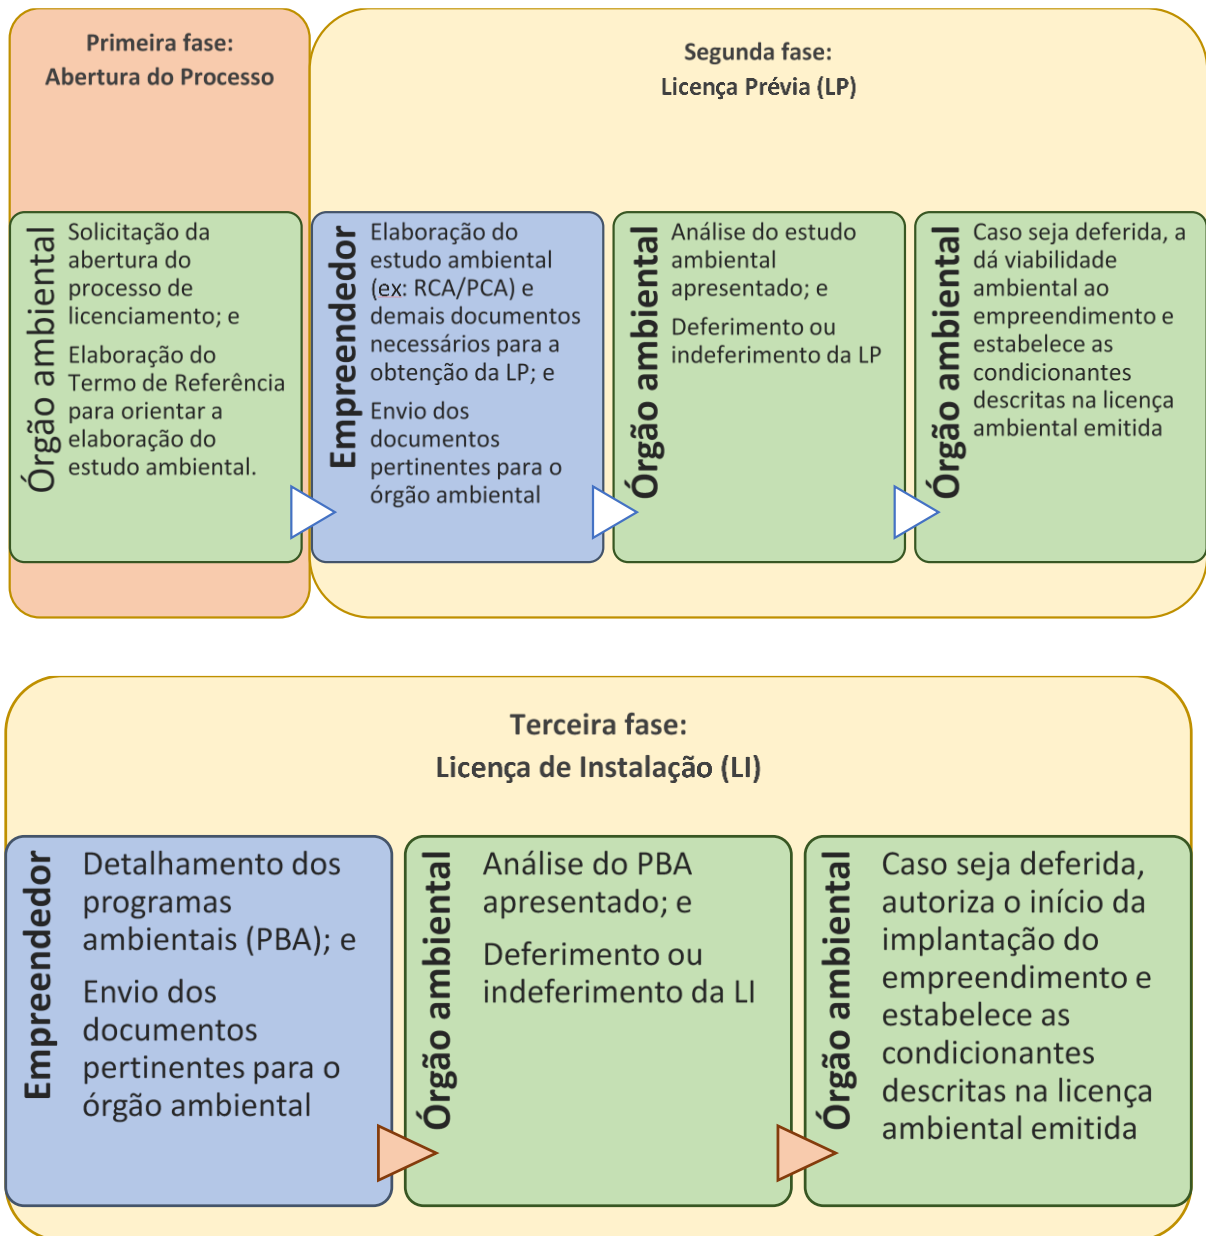 Primeira fase:
Abertura do Processo
Segunda fase:
Licença Prévia (LP)
Órgão ambiental
Solicitação da
abertura do
processo de
licenciamento; e
Elaboração do
Termo de Referência
para orientar a
elaboração do
estudo ambiental.
Empreendedor
Elaboração do
estudo ambiental
(ex: RCA/PCA) e
demais documentos
necessários para a
obtenção da LP; e
Envio dos
documentos
pertinentes para o
órgão ambiental
Órgão ambiental
Análise do estudo
ambiental
apresentado; e
Deferimento ou
indeferimento da LP
Órgão ambiental
Caso seja deferida, a
dá viabilidade
ambiental ao
empreendimento e
estabelece as
condicionantes
descritas na licença
ambiental emitida
Terceira fase:
Licença de Instalação (LI)
Empreendedor
Detalhamento dos
programas
ambientais (PBA); e
Envio dos
documentos
pertinentes para o
órgão ambiental
Órgão ambiental
Análise do PBA
apresentado; e
Deferimento ou
indeferimento da LI
Órgão ambiental
Caso seja deferida,
autoriza o início da
implantação do
empreendimento e
estabelece as
condicionantes
descritas na licença
ambiental emitida